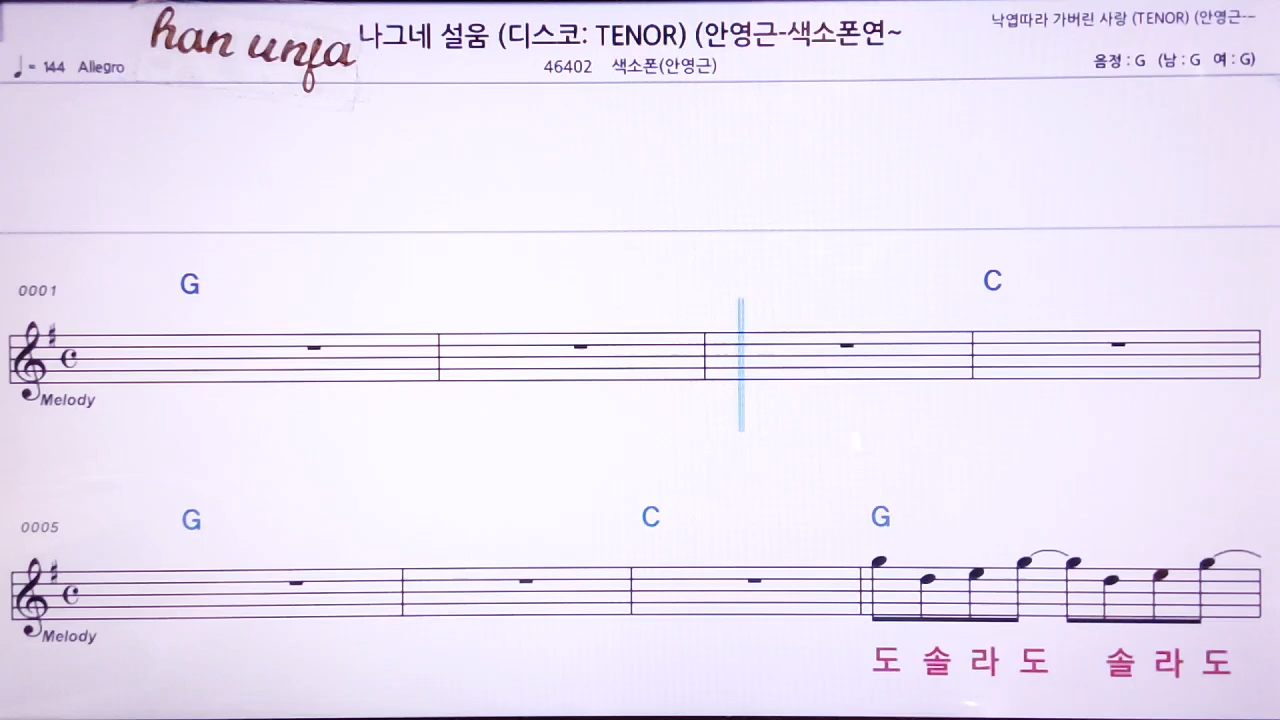 han unfa
나그네 설움 (디스코: TENOR) (안영근-색소폰연~
낙엽따라 가버린 사랑 (TENOR) (안영근-–
♩= 144 Allegro
46402 색소폰(안영근)
음정 : G (남 : G 여 : G)
0001 G C
Melody
0005 G C G
Melody
도 솔 라 도 솔 라 도